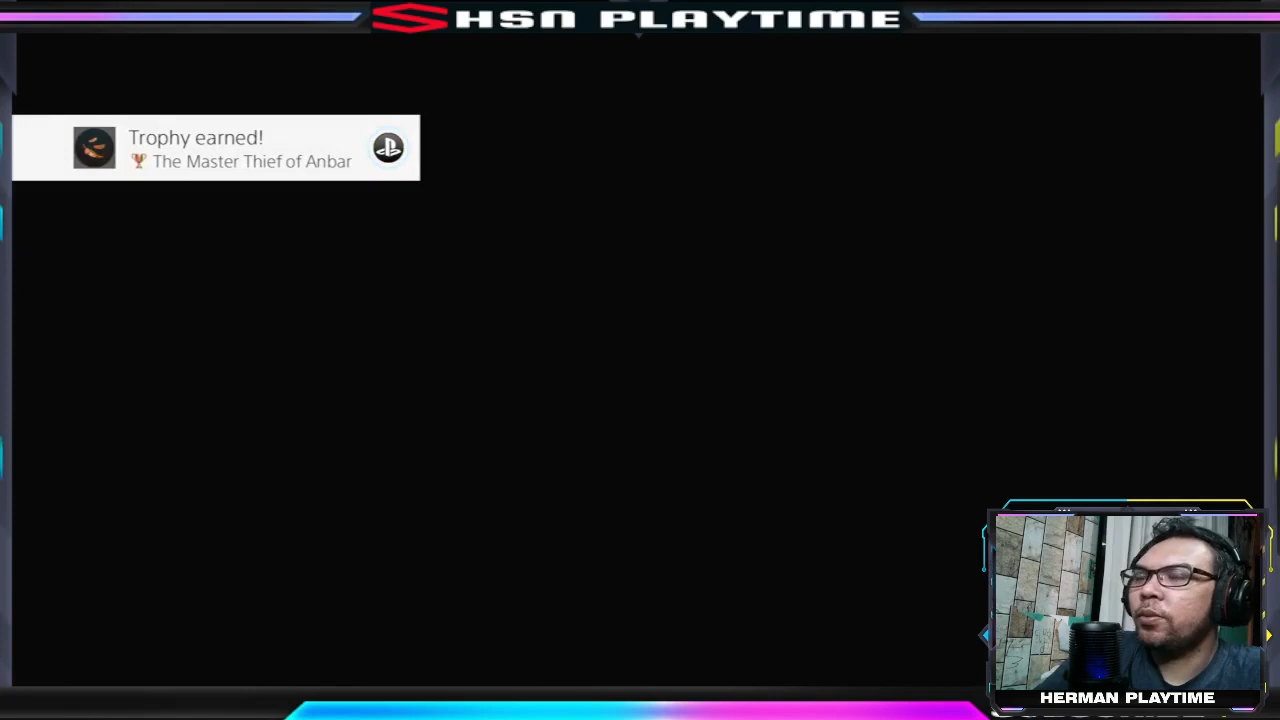 HSN PLAYTIME
Trophy earned!
The Master Thief of Anbar
HERMAN PLAYTIME